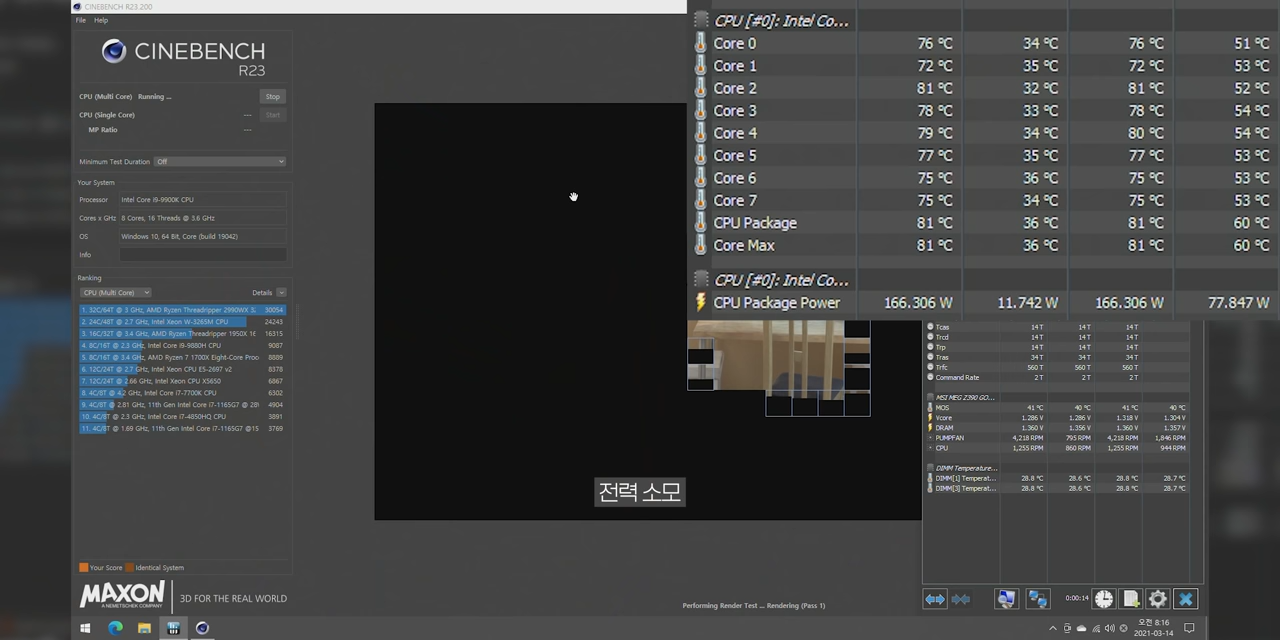 CINEBENCH R23.200
File Help
CINEBENCH
R23
CPU (Multi Core) Running ... Stop
CPU (Single Core) --- Start
MP Ratio ---
Minimum Test Duration Off
Your System
Processor Intel Core i9-9900K CPU
Cores x GHz 8 Cores, 16 Threads @ 3.6 GHz
OS Windows 10, 64 Bit, Core (build 19042)
Info
Ranking
CPU (Multi Core) Details
1. 32C/64T @ 3 GHz, AMD Ryzen Threadripper 2990WX 30054
2. 24C/48T @ 2.7 GHz, Intel Xeon W-3265M CPU 24243
3. 16C/32T @ 3.4 GHz, AMD Ryzen Threadripper 1950X 16 16315
4. 8C/16T @ 2.3 GHz, Intel Core i9-9880H CPU 9087
5. 8C/16T @ 3.4 GHz, AMD Ryzen 7 1700X Eight-Core Proo 8889
6. 12C/24T @ 2.7 GHz, Intel Xeon CPU E5-2697 v2 8378
7. 12C/24T @ 2.66 GHz, Intel Xeon CPU X5650 6867
8. 4C/8T @ 4.2 GHz, Intel Core i7-7700K CPU 6302
9. 4C/8T @ 2.81 GHz, 11th Gen Intel Core i7-1165G7 @ 28 4904
10. 4C/8T @ 2.3 GHz, Intel Core i7-4850HQ CPU 3891
11. 4C/8T @ 1.69 GHz, 11th Gen Intel Core i7-1165G7 @15 3769
Your Score Identical System
MAXON
A NEMETSCHEK COMPANY
3D FOR THE REAL WORLD
전력 소모
Performing Render Test ... Rendering (Pass 1)
CPU [#0]: Intel Co...
Core 0 76 °C 34 °C 76 °C 51 °C
Core 1 72 °C 35 °C 72 °C 53 °C
Core 2 81 °C 32 °C 81 °C 52 °C
Core 3 78 °C 33 °C 78 °C 54 °C
Core 4 79 °C 34 °C 80 °C 54 °C
Core 5 77 °C 35 °C 77 °C 53 °C
Core 6 75 °C 36 °C 75 °C 53 °C
Core 7 75 °C 34 °C 75 °C 53 °C
CPU Package 81 °C 36 °C 81 °C 60 °C
Core Max 81 °C 36 °C 81 °C 60 °C
CPU [#0]: Intel Co...
CPU Package Power 166.306 W 11.742 W 166.306 W 77.847 W
Tcas 14 T 14 T 14 T
Trcd 14 T 14 T 14 T
Trp 14 T 14 T 14 T
Tras 34 T 34 T 34 T
Trfc 560 T 560 T 560 T
Command Rate 2 T 2 T 2 T
MSI MEG Z390 GO...
MOS 41 °C 40 °C 41 °C 40 °C
Vcore 1.286 V 1.286 V 1.318 V 1.304 V
DRAM 1.360 V 1.356 V 1.360 V 1.357 V
PUMPFAN 4,218 RPM 795 RPM 4,218 RPM 1,846 RPM
CPU 1,255 RPM 860 RPM 1,255 RPM 944 RPM
DIMM Temperature...
DIMM[1] Temperat... 28.8 °C 28.6 °C 28.8 °C 28.7 °C
DIMM[3] Temperat... 28.8 °C 28.6 °C 28.8 °C 28.7 °C
0:00:14
오전 8:16
2021-03-14